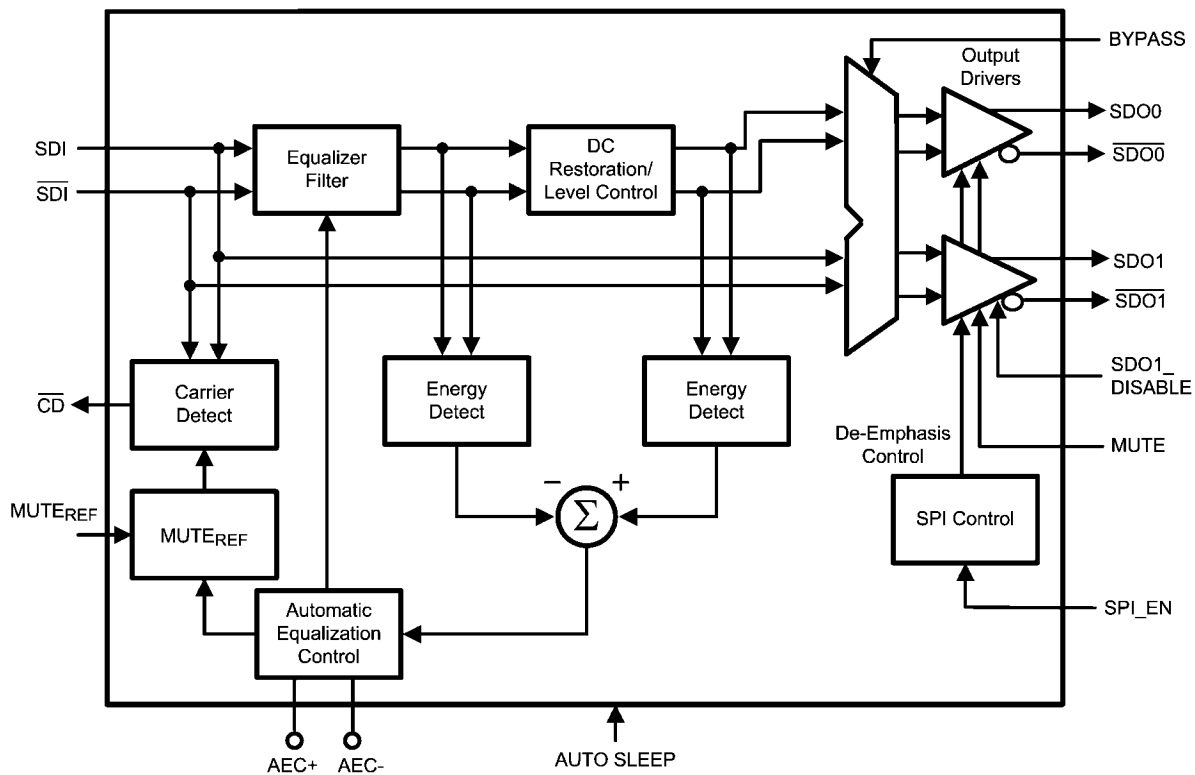 BYPASS
Output
Drivers
SDO0
SDO0
SDI
SDI
Equalizer
Filter
DC
Restoration/
Level Control
SDO1
SDO1
SDO1_
DISABLE
CD
Carrier
Detect
Energy
Detect
Energy
Detect
De-Emphasis
Control
MUTE
MUTEREF
MUTEREF
− +
Σ
SPI Control
Automatic
Equalization
Control
SPI_EN
AEC+ AEC-
AUTO SLEEP